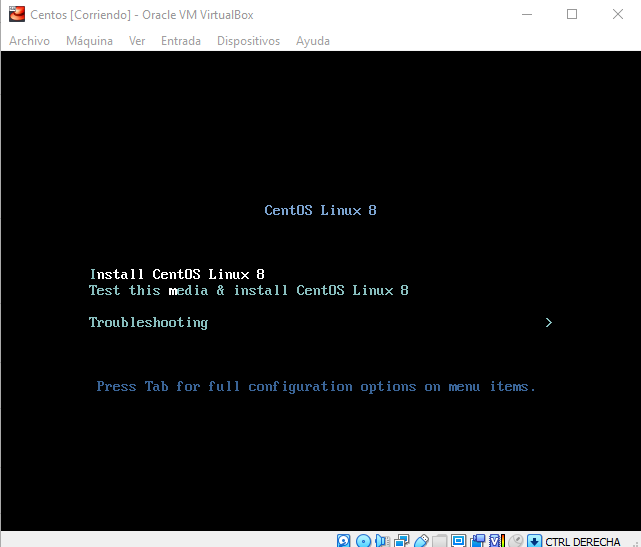 Centos [Corriendo] - Oracle VM VirtualBox
Archivo Máquina Ver Entrada Dispositivos Ayuda
CentOS Linux 8
Install CentOS Linux 8
Test this media & install CentOS Linux 8
Troubleshooting >
Press Tab for full configuration options on menu items.
CTRL DERECHA